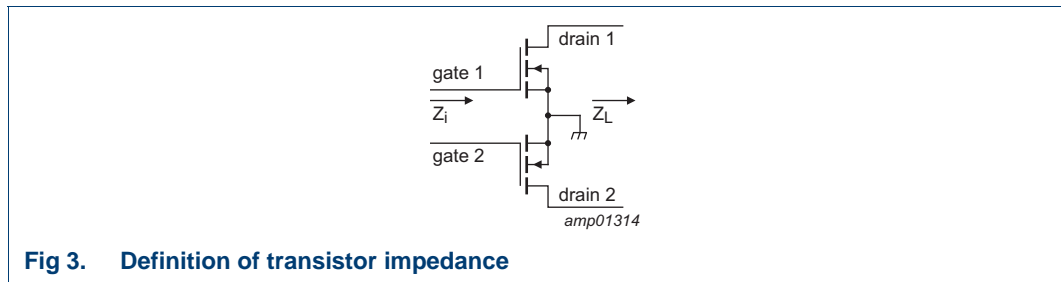 drain 1
gate 1
Zi
ZL
gate 2
drain 2
amp01314
Fig 3. Definition of transistor impedance